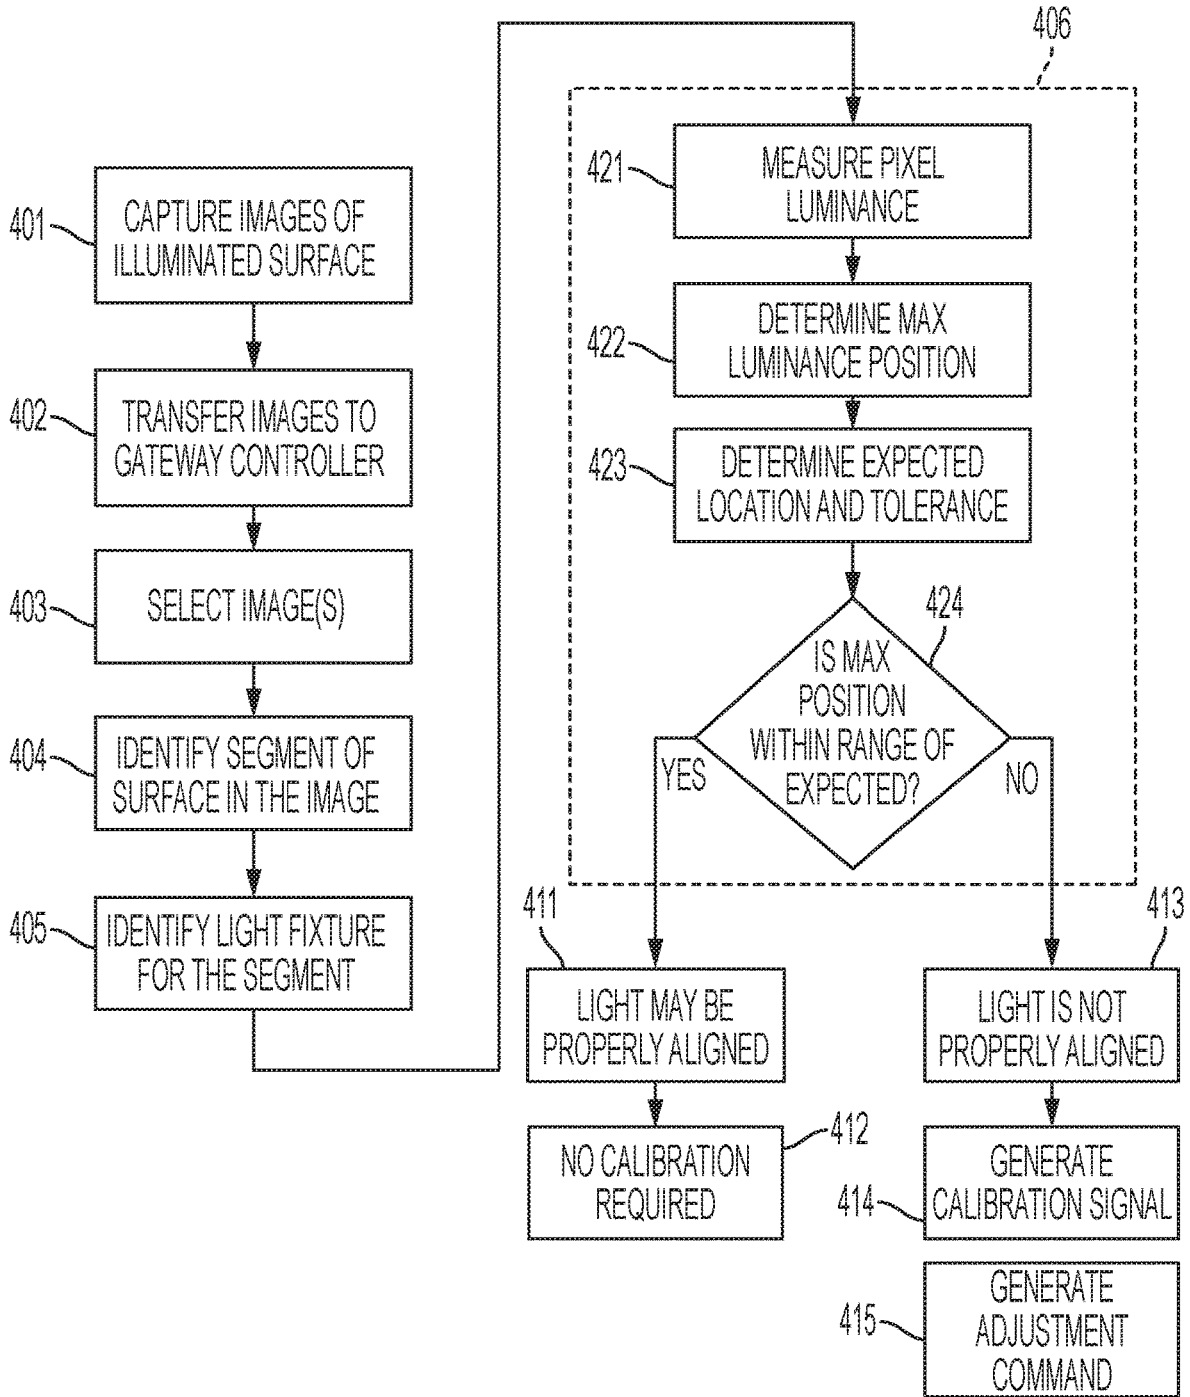 401
CAPTURE IMAGES OF
ILLUMINATED SURFACE
402
TRANSFER IMAGES TO
GATEWAY CONTROLLER
403
SELECT IMAGE(S)
404
IDENTIFY SEGMENT OF
SURFACE IN THE IMAGE
405
IDENTIFY LIGHT FIXTURE
FOR THE SEGMENT
406
421
MEASURE PIXEL
LUMINANCE
422
DETERMINE MAX
LUMINANCE POSITION
423
DETERMINE EXPECTED
LOCATION AND TOLERANCE
424
IS MAX
POSITION
WITHIN RANGE OF
EXPECTED?
YES
NO
411
LIGHT MAY BE
PROPERLY ALIGNED
412
NO CALIBRATION
REQUIRED
413
LIGHT IS NOT
PROPERLY ALIGNED
414
GENERATE
CALIBRATION SIGNAL
415
GENERATE
ADJUSTMENT
COMMAND